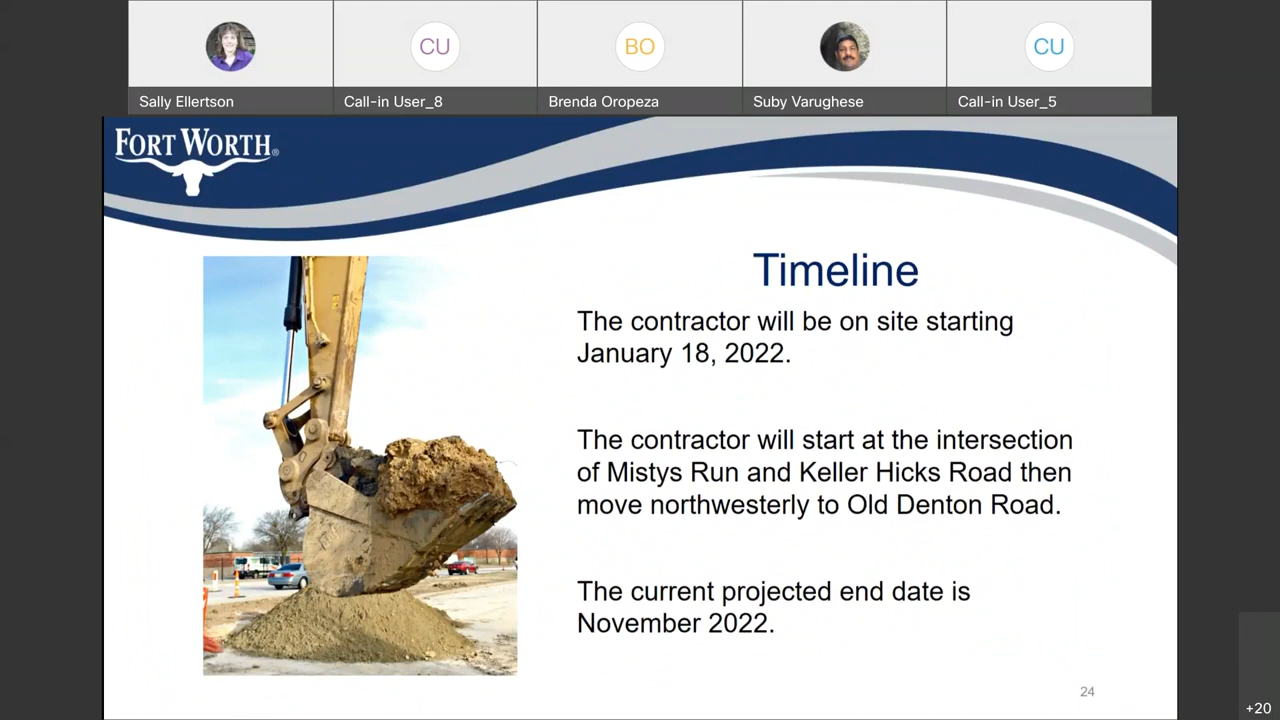 CU
BO
CU
Sally Ellertson
Call-in User_8
Brenda Oropeza
Suby Varughese
Call-in User_5
FORT WORTH®
Timeline
The contractor will be on site starting
January 18, 2022.
The contractor will start at the intersection
of Mistys Run and Keller Hicks Road then
move northwesterly to Old Denton Road.
The current projected end date is
November 2022.
24
+20